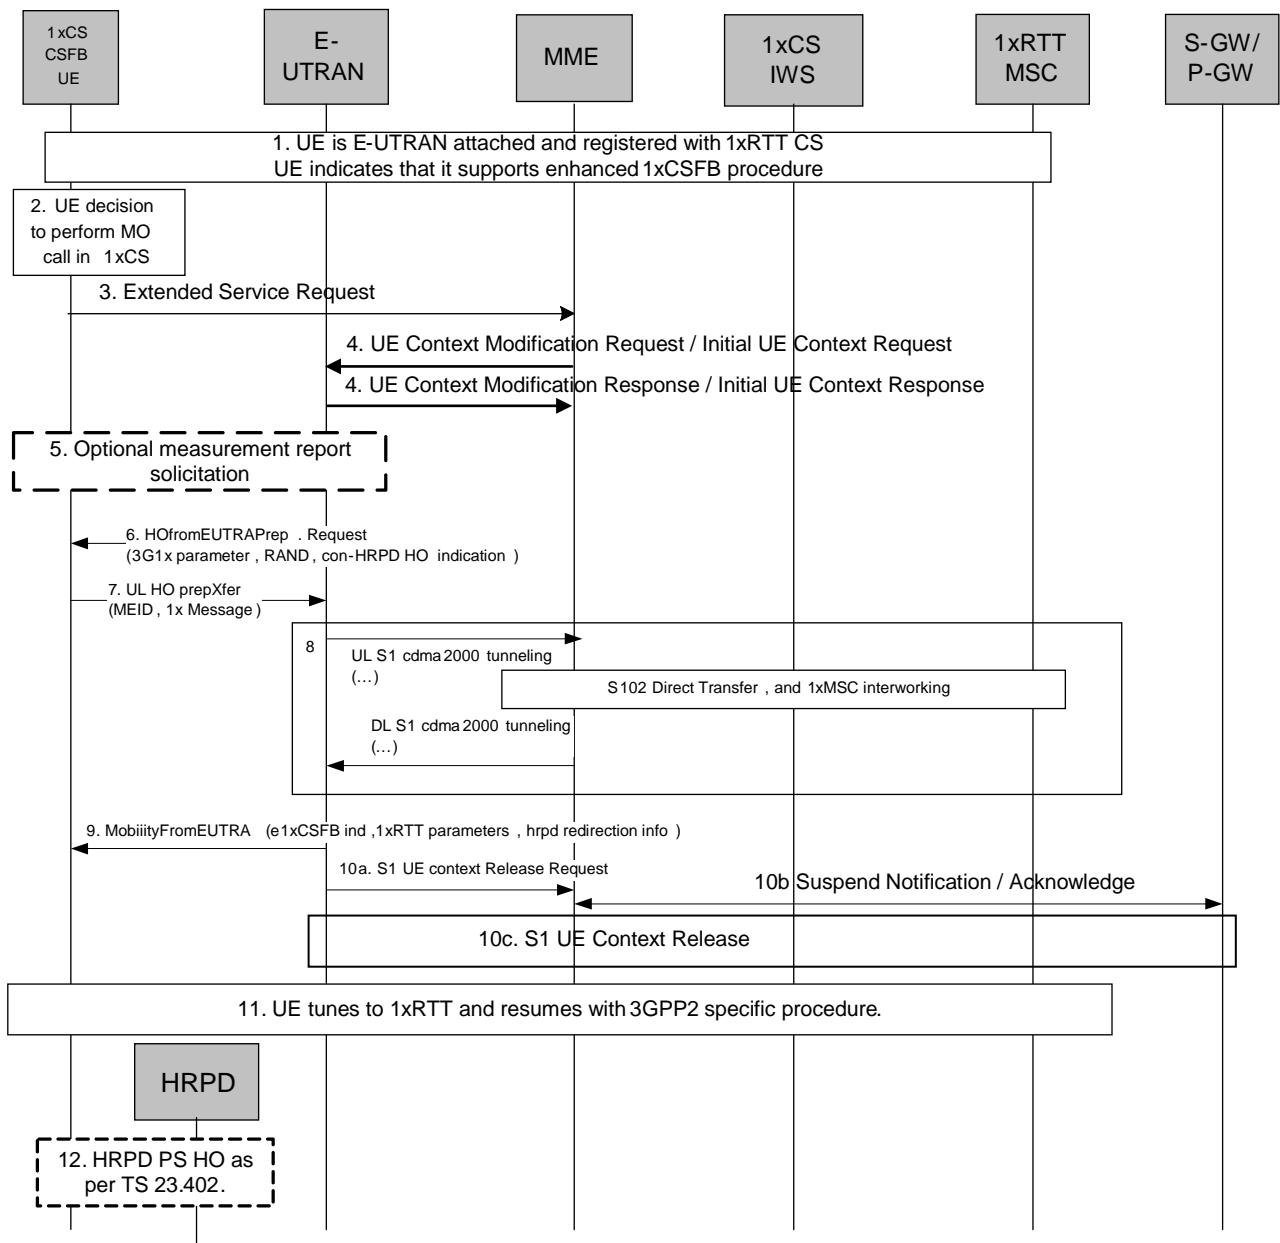 1xCS
CSFB
UE
E-
UTRAN
MME
1xCS
IWS
1xRTT
MSC
S-GW/
P-GW
1. UE is E-UTRAN attached and registered with 1xRTT CS
UE indicates that it supports enhanced 1xCSFB procedure
2. UE decision
to perform MO
call in 1xCS
3. Extended Service Request
4. UE Context Modification Request / Initial UE Context Request
4. UE Context Modification Response / Initial UE Context Response
5. Optional measurement report
solicitation
6. HOfromEUTRAPrep . Request
(3G1x parameter , RAND , con-HRPD HO indication )
7. UL HO prepXfer
(MEID , 1x Message )
8
UL S1 cdma2000 tunneling
(...)
S102 Direct Transfer , and 1xMSC interworking
DL S1 cdma2000 tunneling
(...)
9. MobiiityFromEUTRA (e1xCSFB ind ,1xRTT parameters , hrpd redirection info )
10a. S1 UE context Release Request
10b Suspend Notification / Acknowledge
10c. S1 UE Context Release
11. UE tunes to 1xRTT and resumes with 3GPP2 specific procedure.
HRPD
12. HRPD PS HO as
per TS 23.402.